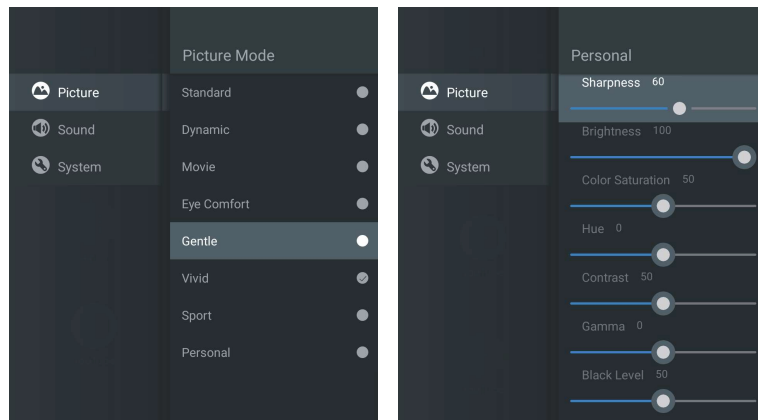 Picture Mode
Picture
Sound
System
Standard
Dynamic
Movie
Eye Comfort
Gentle
Vivid
Sport
Personal
Personal
Picture
Sound
System
Sharpness 60
Brightness 100
Color Saturation 50
Hue 0
Contrast 50
Gamma 0
Black Level 50